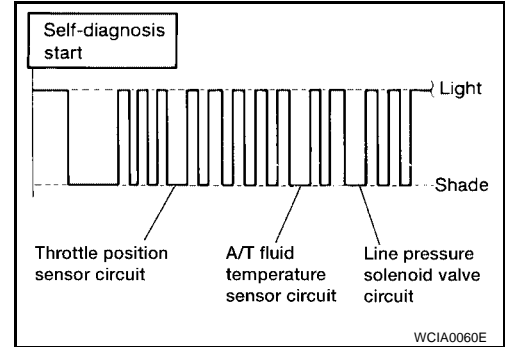 Self-diagnosis
start
Light
Shade
Throttle position
sensor circuit
A/T fluid
temperature
sensor circuit
Line pressure
solenoid valve
circuit
WCIA0060E